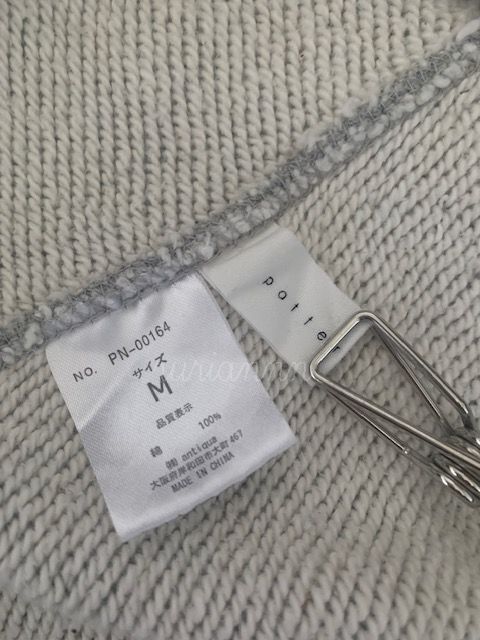 NO. PN-00164
サイズ
M
品質表示
綿 100%
㈱ antiqua
大阪府岸和田市大町467
MADE IN CHINA
patter